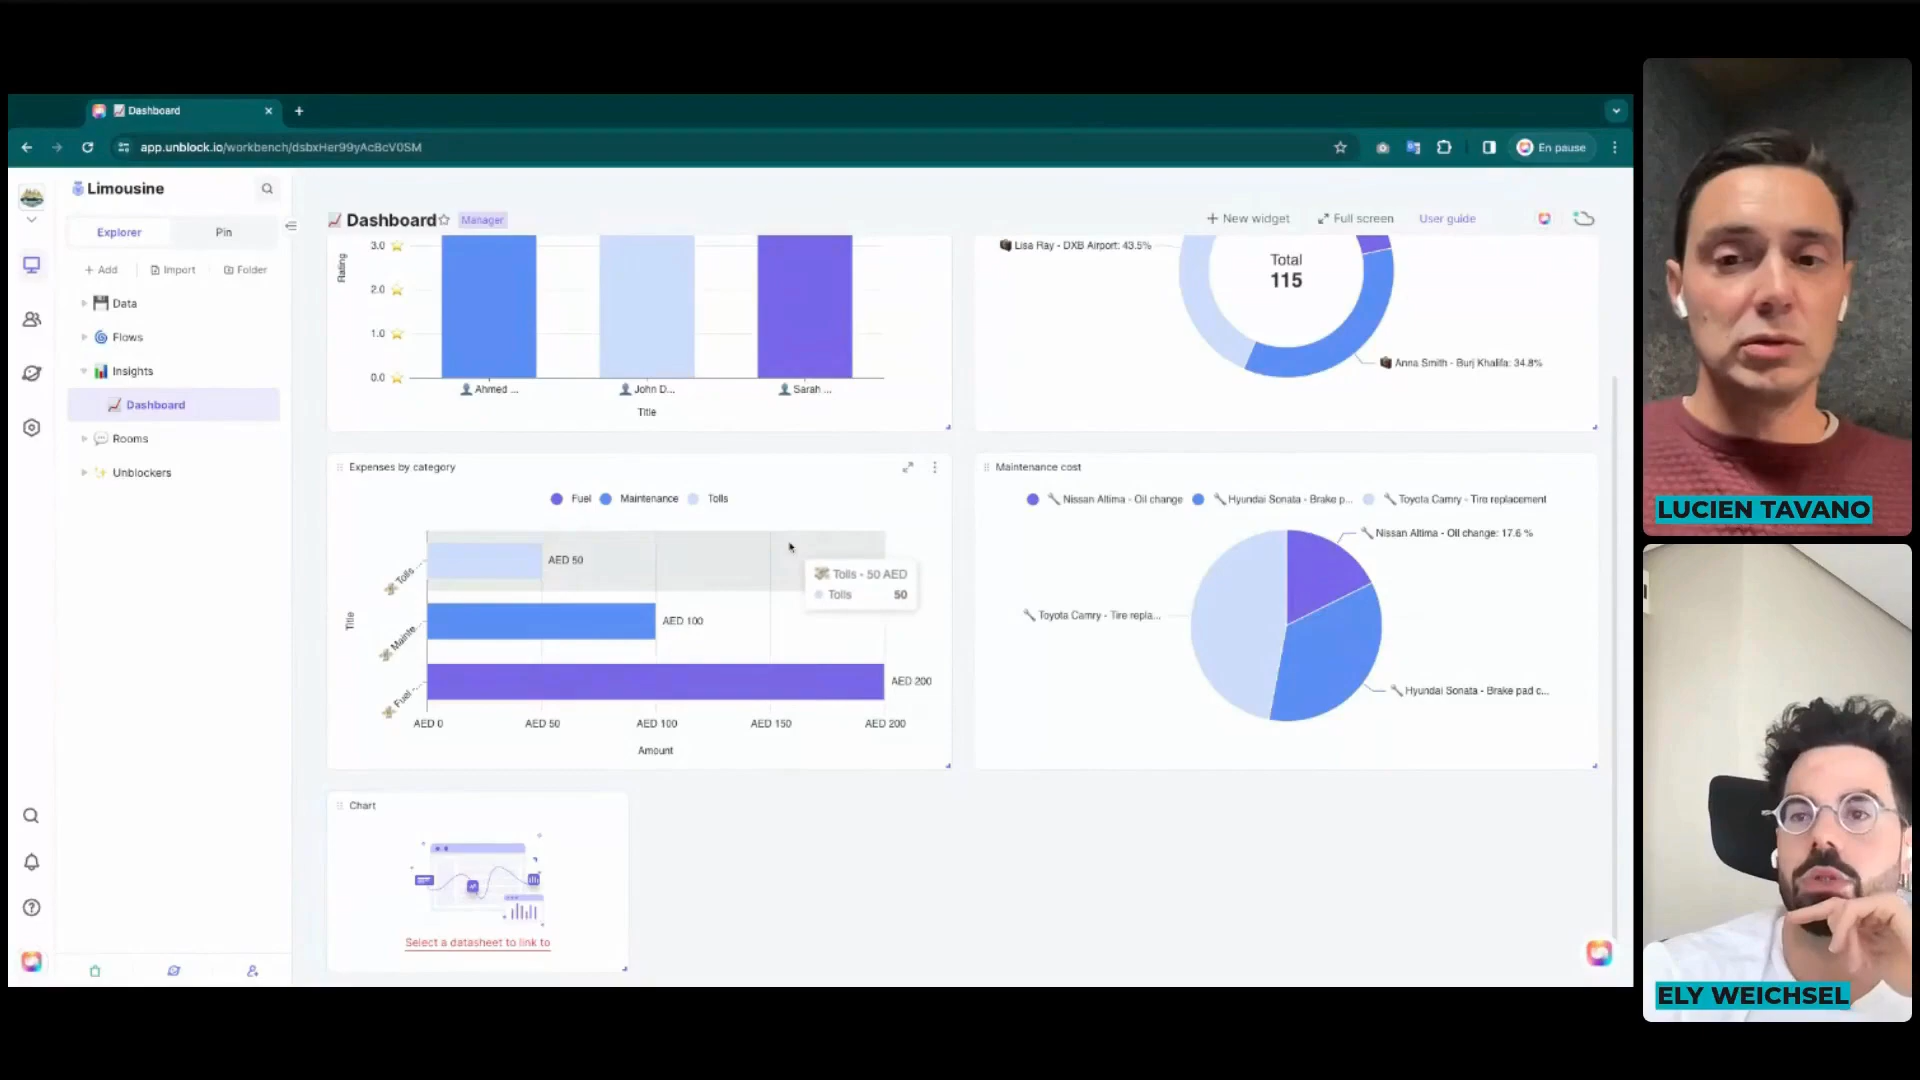 Dashboard
app.unblock.io/workbench/dsbxHer99yAcBcV0SM
En pause
Limousine
Explorer
Pin
Add
Import
Folder
Data
Flows
Insights
Dashboard
Rooms
Unblockers
Dashboard
Manager
New widget
Full screen
User guide
Rating
3.0
2.0
1.0
0.0
Ahmed ...
John D...
Sarah ...
Title
Lisa Ray - DXB Airport: 43.5%
Total
115
Anna Smith - Burj Khalifa: 34.8%
Expenses by category
Fuel
Maintenance
Tolls
Title
Tolls...
Mainte...
Fuel...
AED 50
AED 100
AED 200
Tolls - 50 AED
Tolls 50
AED 0
AED 50
AED 100
AED 150
AED 200
Amount
Maintenance cost
Nissan Altima - Oil change
Hyundai Sonata - Brake p...
Toyota Camry - Tire replacement
Nissan Altima - Oil change: 17.6 %
Toyota Camry - Tire repla...
Hyundai Sonata - Brake pad c...
Chart
Select a datasheet to link to
LUCIEN TAVANO
ELY WEICHSEL